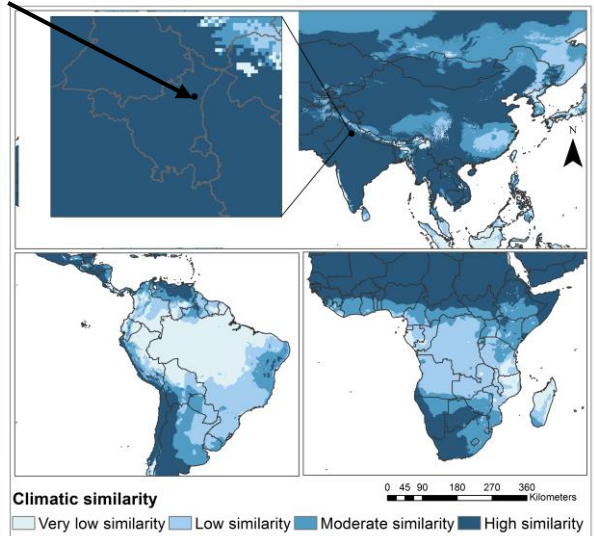 N
0 45 90 180 270 360
Kilometers
Climatic similarity
Very low similarity Low similarity Moderate similarity High similarity